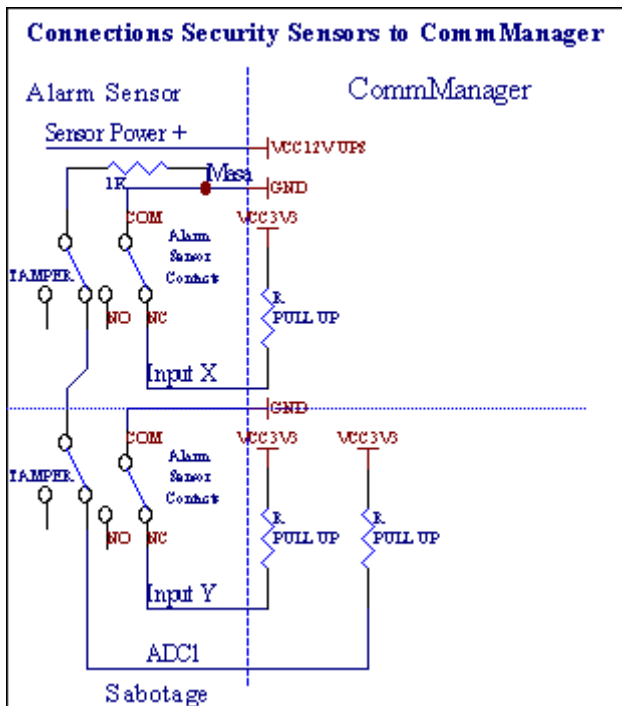 Connections Security Sensors to CommManager
Alarm Sensor
CommManager
Sensor Power +
VCC12V UPS
1K
Masa
GND
COM
VCC3V3
Alarm
Sensor
Contacts
TAMPER
R
PULL UP
NO
NC
Input X
GND
COM
VCC3V3
VCC3V3
Alarm
Sensor
Contacts
TAMPER
R
PULL UP
R
PULL UP
NO
NC
Input Y
ADC1
Sabotage